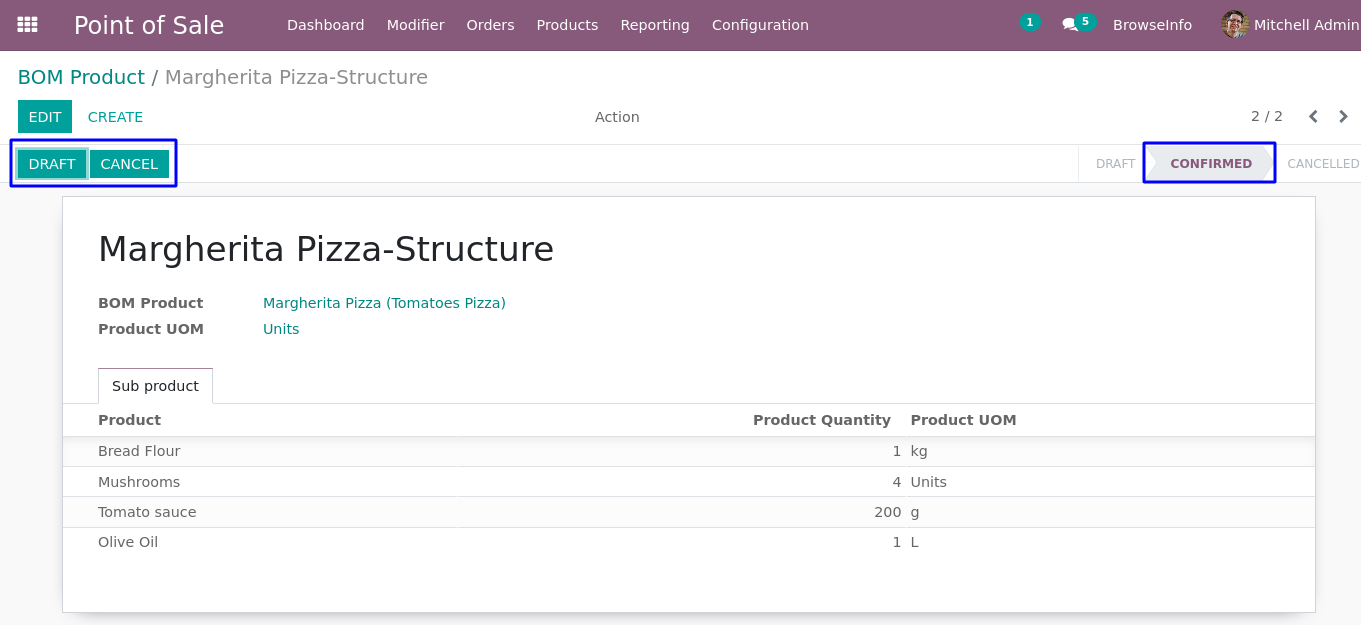 Point of Sale Dashboard Modifier Orders Products Reporting Configuration 1 5 BrowseInfo Mitchell Admin
BOM Product / Margherita Pizza-Structure
EDIT CREATE Action 2 / 2
DRAFT CANCEL DRAFT CONFIRMED CANCELLED
Margherita Pizza-Structure
BOM Product Margherita Pizza (Tomatoes Pizza)
Product UOM Units
Sub product
Product Product Quantity Product UOM
Bread Flour 1 kg
Mushrooms 4 Units
Tomato sauce 200 g
Olive Oil 1 L